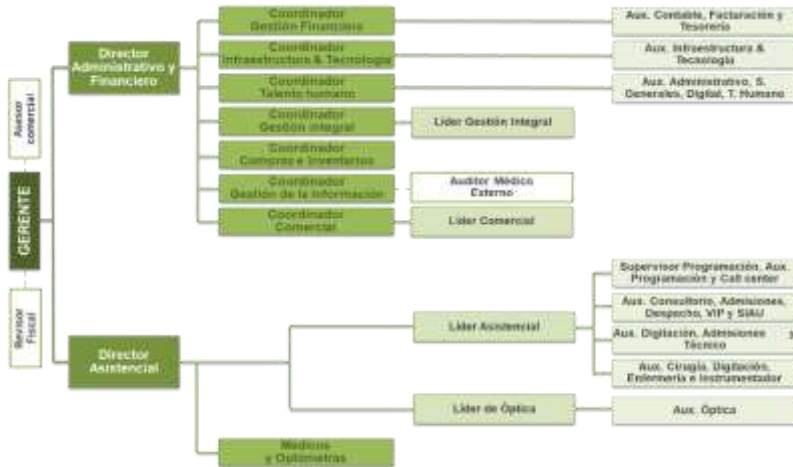 Coordinador
Gestión Financiera
Aux. Contable, Facturación y
Tesorería
Director
Administrativo y
Financiero
Coordinador
Infraestructura & Tecnología
Aux. Infraestructura &
Tecnología
Coordinador
Talento humano
Aux. Administrativo, S.
Generales, Digital, T. Humano
Asesor
comercial
Coordinador
Gestión integral
Líder Gestión Integral
Coordinador
Compras e Inventarios
GERENTE
Coordinador
Gestión de la Información
Auditor Médico
Externo
Coordinador
Comercial
Líder Comercial
Revisor
Fiscal
Supervisor Programación, Aux.
Programación y Call center
Líder Asistencial
Aux. Consultorio, Admisiones,
Despacho, VIP y SIAU
Aux. Digitación, Admisiones y
Técnico
Director
Asistencial
Aux. Cirugía, Digitación,
Enfermería e Instrumentador
Líder de Óptica
Aux. Óptica
Médicos
y Optómetras